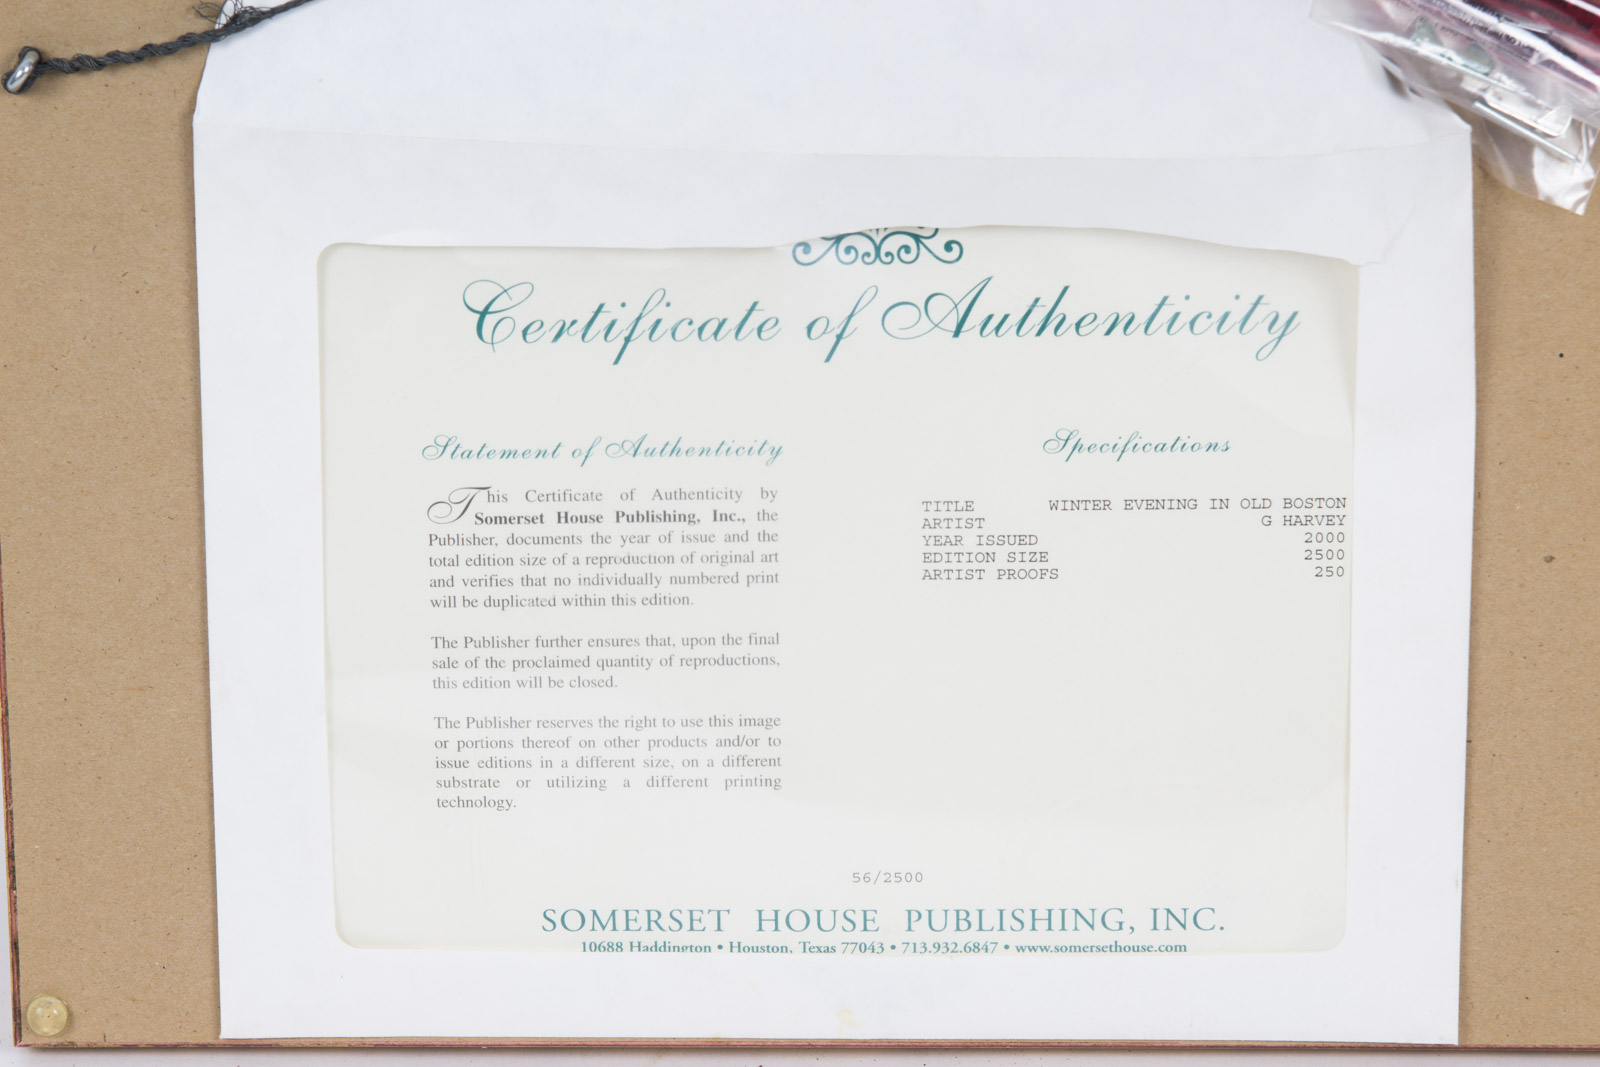 Certificate of Authenticity
Statement of Authenticity
This Certificate of Authenticity by
Somerset House Publishing, Inc., the
Publisher, documents the year of issue and the
total edition size of a reproduction of original art
and verifies that no individually numbered print
will be duplicated within this edition.
The Publisher further ensures that, upon the final
sale of the proclaimed quantity of reproductions,
this edition will be closed.
The Publisher reserves the right to use this image
or portions thereof on other products and/or to
issue editions in a different size, on a different
substrate or utilizing a different printing
technology.
Specifications
TITLE WINTER EVENING IN OLD BOSTON
ARTIST G HARVEY
YEAR ISSUED 2000
EDITION SIZE 2500
ARTIST PROOFS 250
56/2500
SOMERSET HOUSE PUBLISHING, INC.
10688 Haddington • Houston, Texas 77043 • 713.932.6847 • www.somersethouse.com